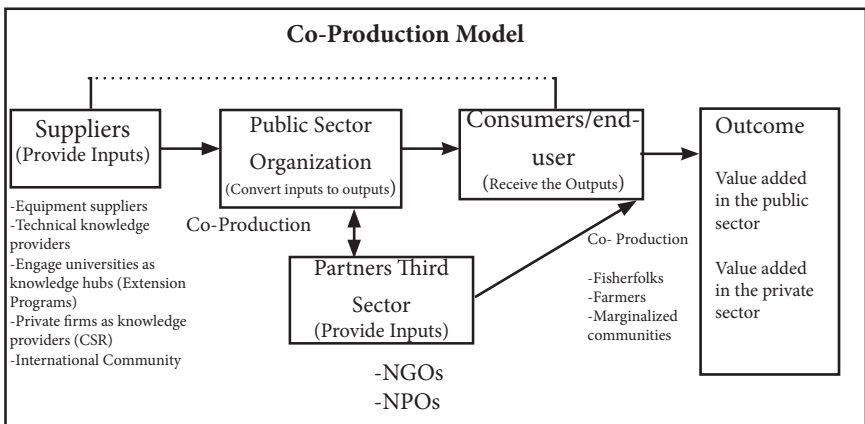 Co-Production Model
Suppliers
(Provide Inputs)
-Equipment suppliers
-Technical knowledge
providers
-Engage universities as
knowledge hubs (Extension
Programs)
-Private firms as knowledge
providers (CSR)
-International Community
Public Sector
Organization
(Convert inputs to outputs)
Co-Production
Partners Third
Sector
(Provide Inputs)
-NGOs
-NPOs
Consumers/end-
user
(Receive the Outputs)
Co- Production
-Fisherfolks
-Farmers
-Marginalized
communities
Outcome
Value added
in the public
sector
Value added
in the private
sector